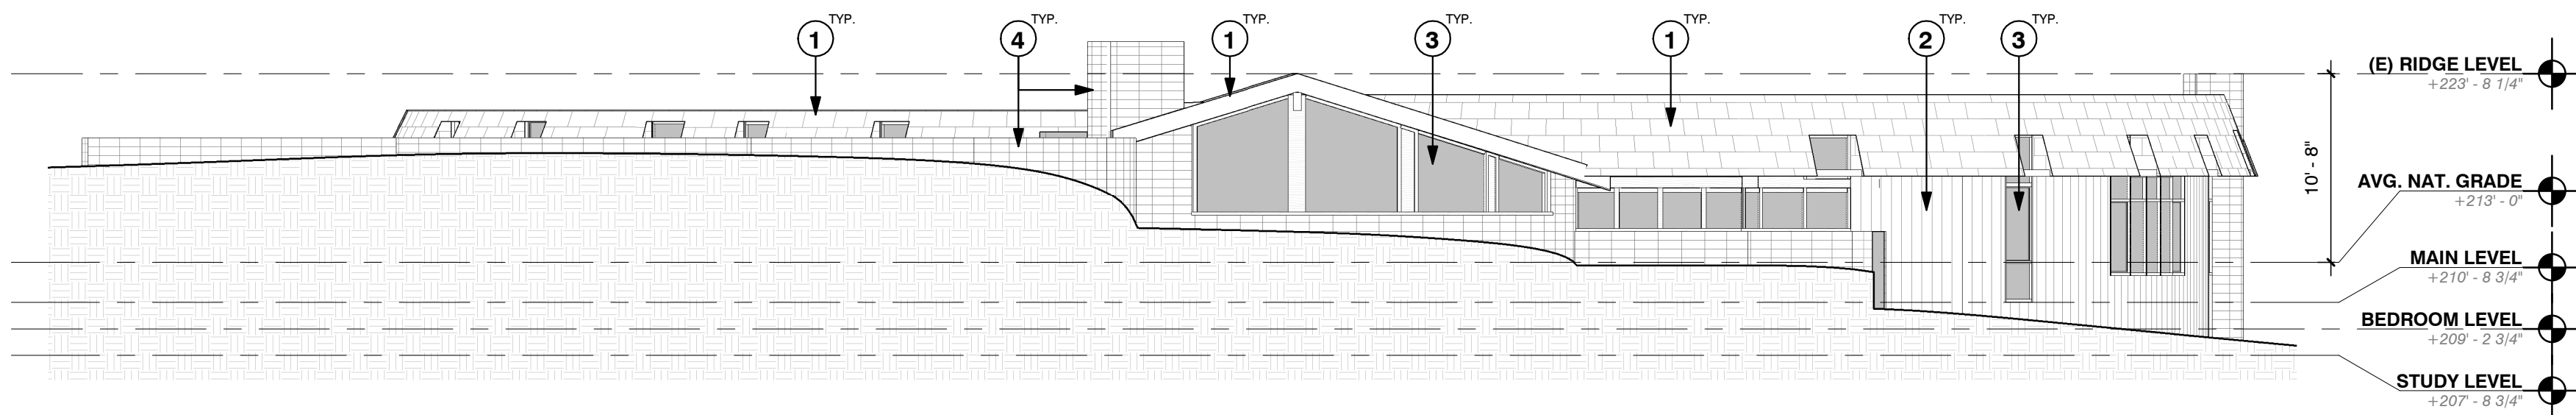 TYP.
1
TYP.
4
TYP.
1
TYP.
3
TYP.
1
TYP.
2
TYP.
3
(E) RIDGE LEVEL
+223' - 8 1/4"
10' - 8"
AVG. NAT. GRADE
+213' - 0"
MAIN LEVEL
+210' - 8 3/4"
BEDROOM LEVEL
+209' - 2 3/4"
STUDY LEVEL
+207' - 8 3/4"